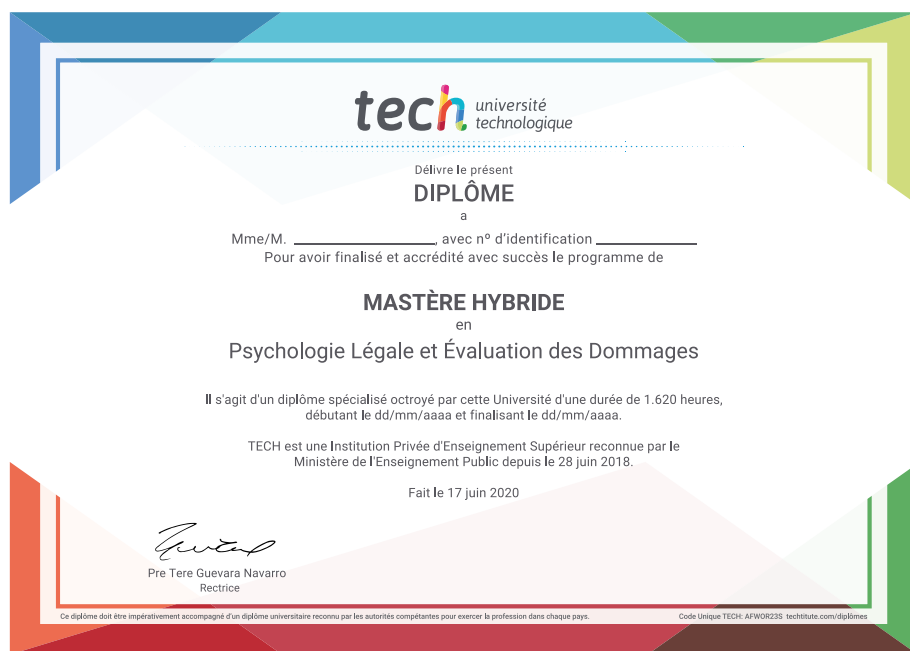 tech université
technologique
Délivre le présent
DIPLÔME
a
Mme/M. ____________________, avec nº d'identification ______________
Pour avoir finalisé et accrédité avec succès le programme de
MASTÈRE HYBRIDE
en
Psychologie Légale et Évaluation des Dommages
Il s'agit d'un diplôme spécialisé octroyé par cette Université d'une durée de 1.620 heures,
débutant le dd/mm/aaaa et finalisant le dd/mm/aaaa.
TECH est une Institution Privée d'Enseignement Supérieur reconnue par le
Ministère de l'Enseignement Public depuis le 28 juin 2018.
Fait le 17 juin 2020
Pre Tere Guevara Navarro
Rectrice
Ce diplôme doit être impérativement accompagné d'un diplôme universitaire reconnu par les autorités compétantes pour exercer la profession dans chaque pays.
Code Unique TECH: AFWOR23S techtitute.com/diplômes